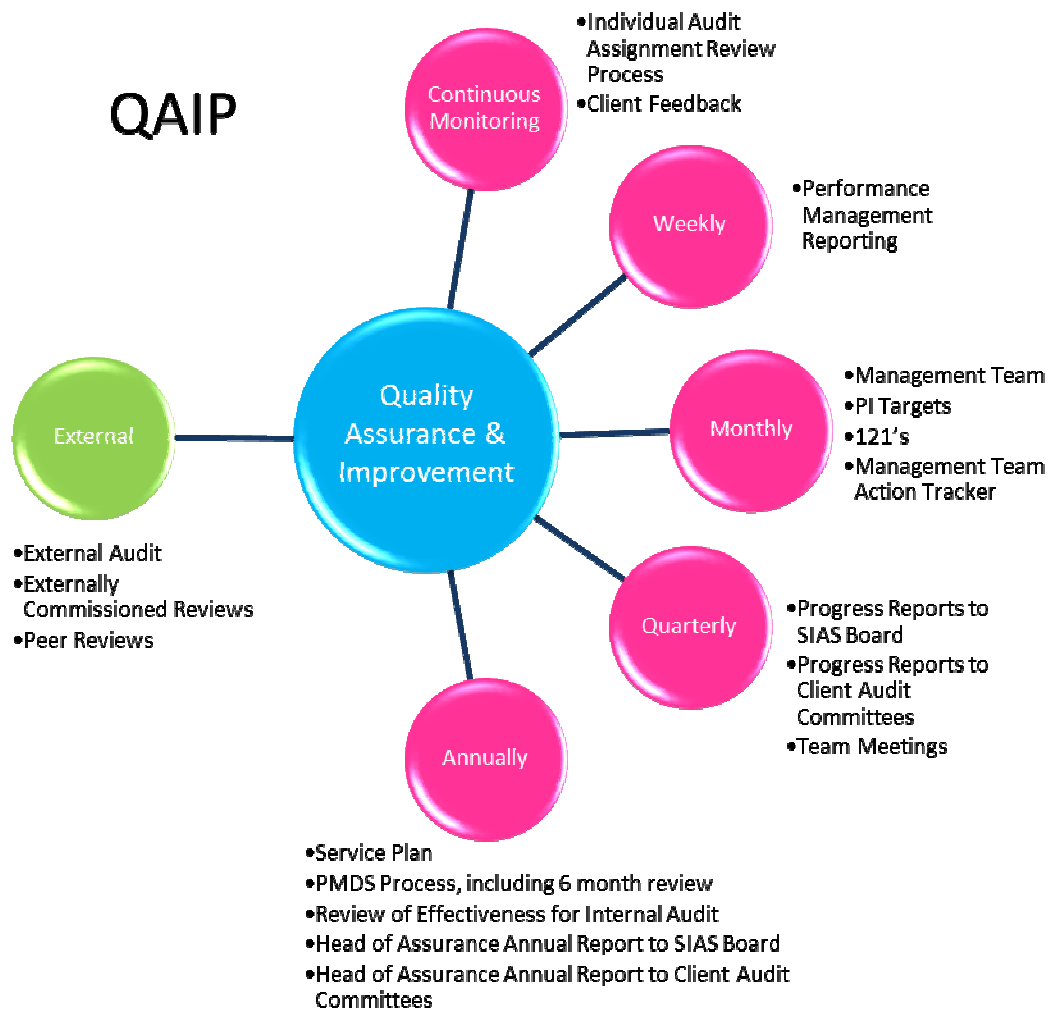 QAIP
Continuous
Monitoring
•Individual Audit
Assignment Review
Process
•Client Feedback
Weekly
•Performance
Management
Reporting
Monthly
•Management Team
•PI Targets
•121’s
•Management Team
Action Tracker
Quality
Assurance &
Improvement
External
•External Audit
•Externally
Commissioned Reviews
•Peer Reviews
Quarterly
•Progress Reports to
SIAS Board
•Progress Reports to
Client Audit
Committees
•Team Meetings
Annually
•Service Plan
•PMDS Process, including 6 month review
•Review of Effectiveness for Internal Audit
•Head of Assurance Annual Report to SIAS Board
•Head of Assurance Annual Report to Client Audit
Committees